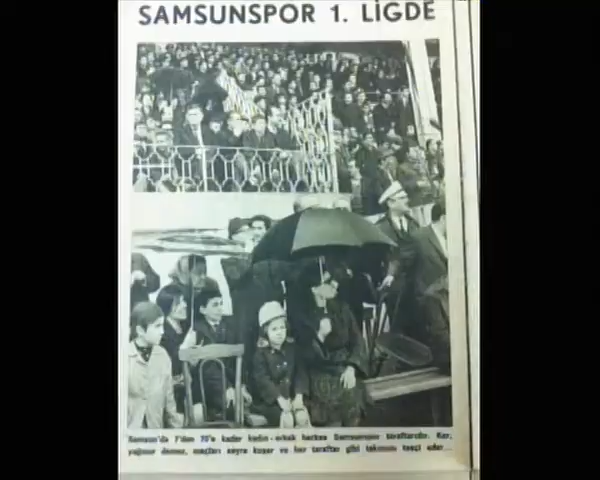 SAMSUNSPOR 1. LİGDE
Samsun'da 7'den 70'e kadar kadın - erkek herkes Samsunspor taraftarıdır. Kar,
yağmur demez, maçları seyre koşar ve her taraftar gibi takımını teşçi eder...